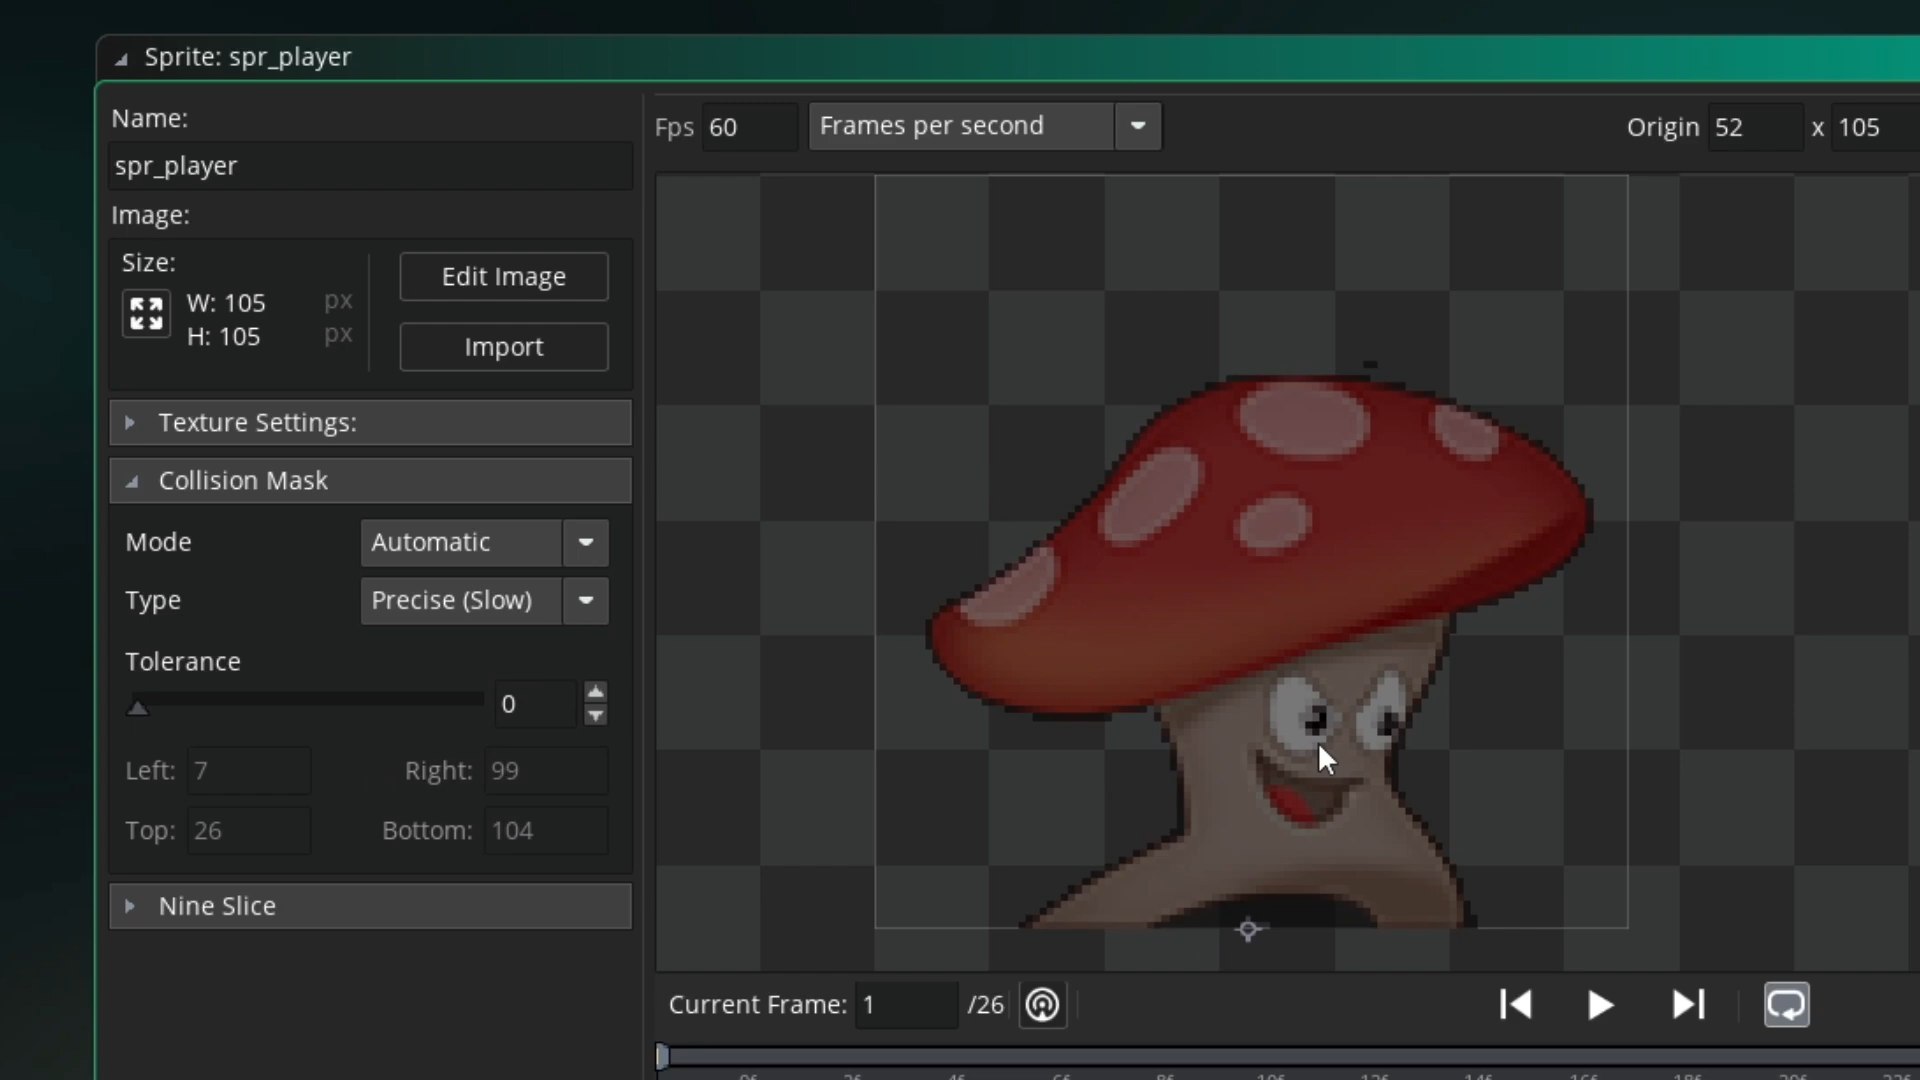 Sprite: spr_player
Name:
spr_player
Image:
Size:
W: 105 px
H: 105 px
Edit Image
Import
Texture Settings:
Collision Mask
Mode Automatic
Type Precise (Slow)
Tolerance
0
Left: 7 Right: 99
Top: 26 Bottom: 104
Nine Slice
Fps 60 Frames per second Origin 52 x 105
Current Frame: 1 /26